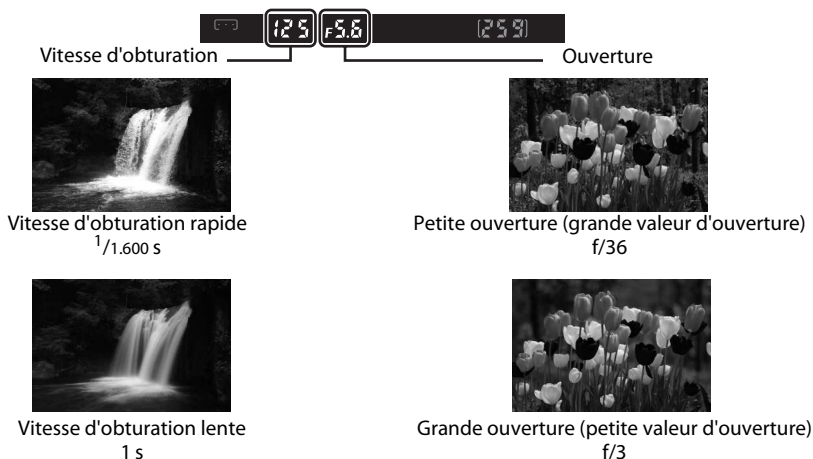 125 F5.6 [259]
Vitesse d'obturation Ouverture
Vitesse d'obturation rapide
1/1.600 s
Petite ouverture (grande valeur d'ouverture)
f/36
Vitesse d'obturation lente
1 s
Grande ouverture (petite valeur d'ouverture)
f/3